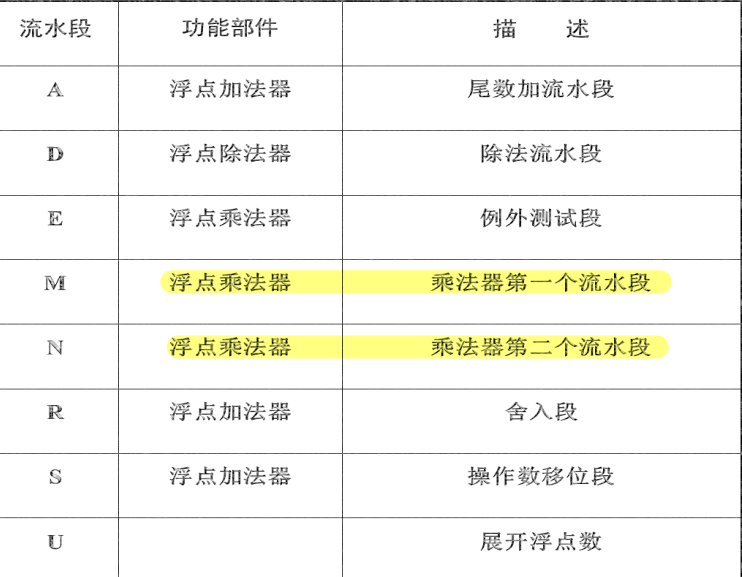 流水段 功能部件 描 述
A 浮点加法器 尾数加流水段
D 浮点除法器 除法流水段
E 浮点乘法器 例外测试段
M 浮点乘法器 乘法器第一个流水段
N 浮点乘法器 乘法器第二个流水段
R 浮点加法器 舍入段
S 浮点加法器 操作数移位段
U 展开浮点数